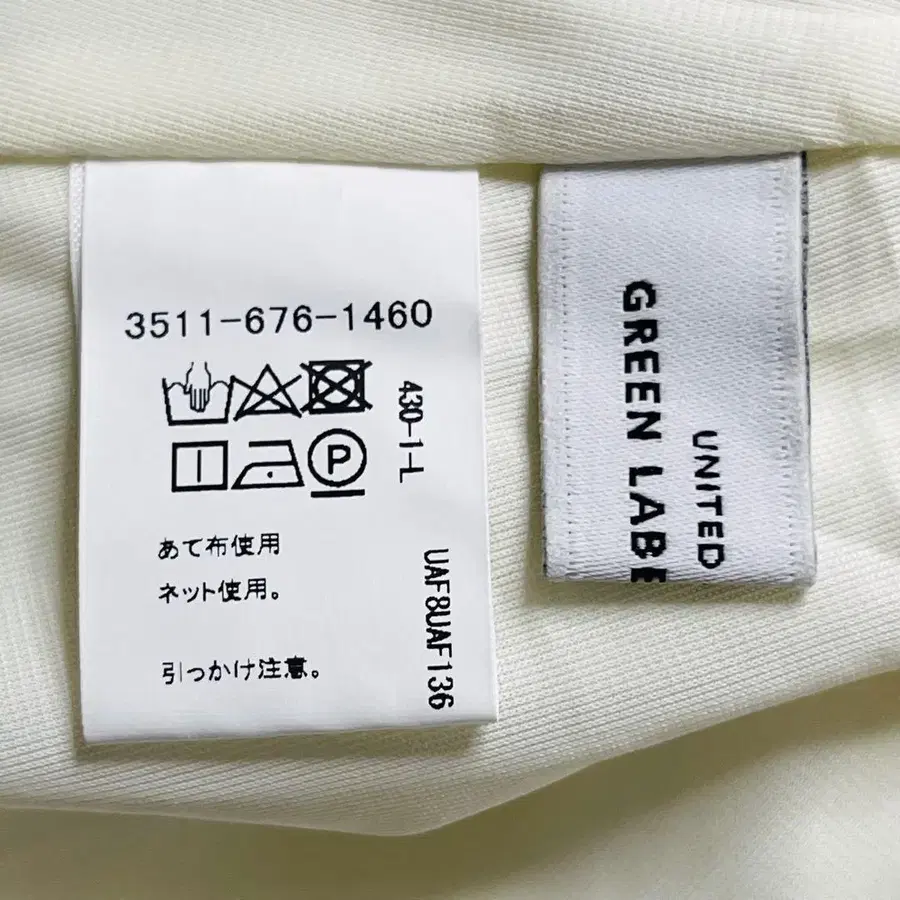 3511-676-1460
430-1-L
P
あて布使用
ネット使用。
引っかけ注意。
UAF8UAF136
UNITED
GREEN LABE